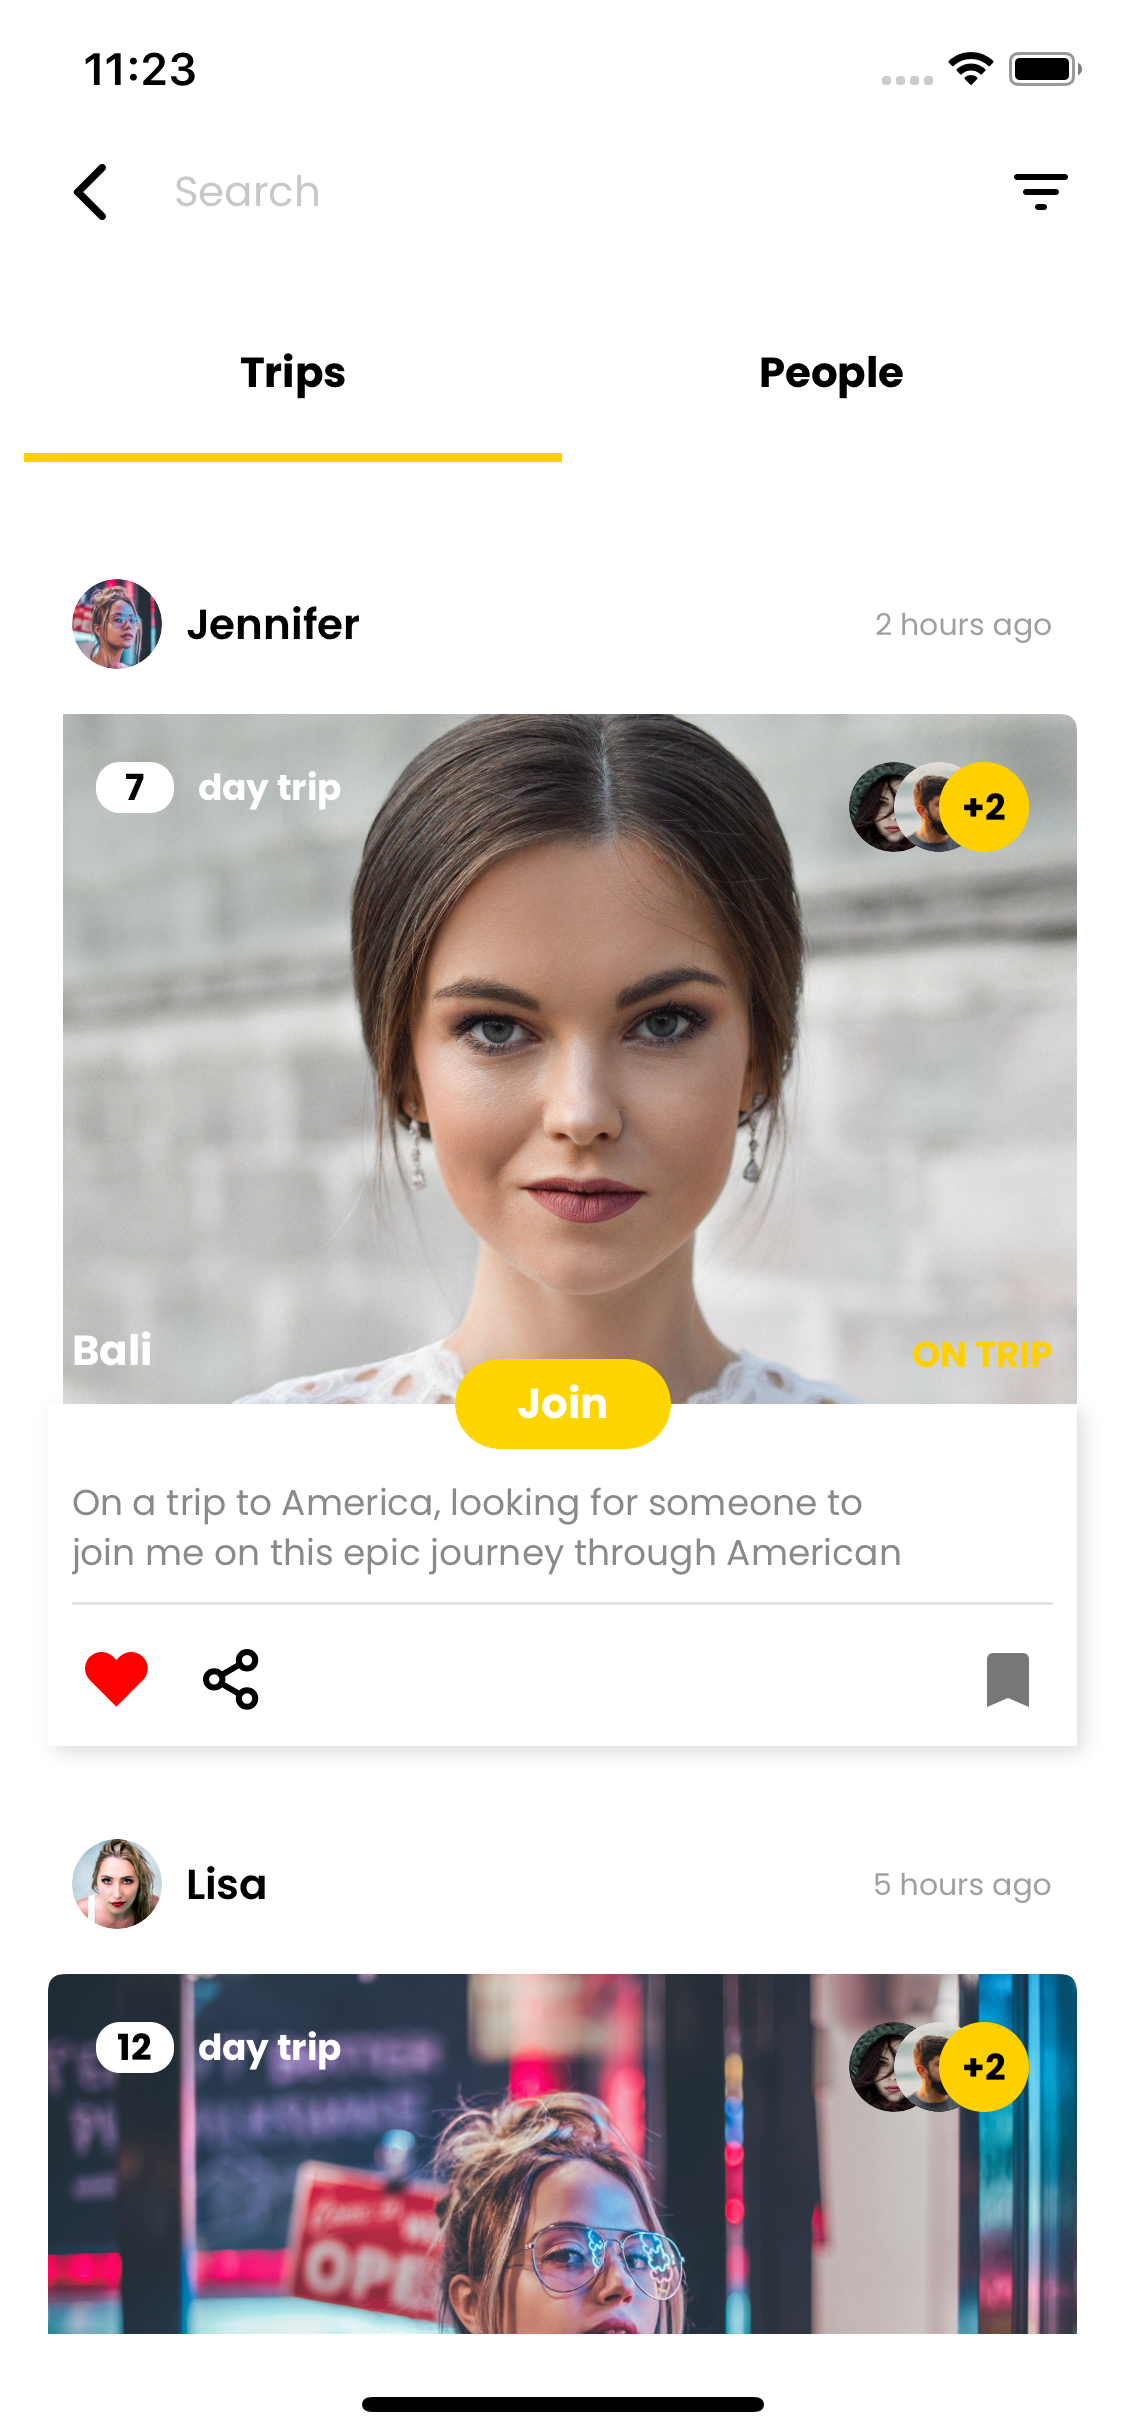 11:23
Search
Trips
People
Jennifer
2 hours ago
7 day trip
+2
Bali
ON TRIP
Join
On a trip to America, looking for someone to
join me on this epic journey through American
Lisa
5 hours ago
12 day trip
+2
OPE